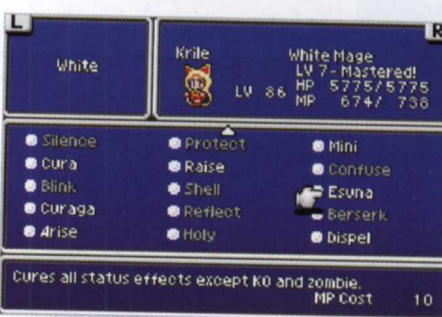 L
R
White
Krile
White Mage
LV 7- Mastered!
LV 86
HP 5775/5775
MP 674/ 738
Silence
Protect
Mini
Cura
Raise
Confuse
Blink
Shell
Esuna
Curaga
Reflect
Berserk
Arise
Holy
Dispel
Cures all status effects except KO and zombie.
MP Cost 10